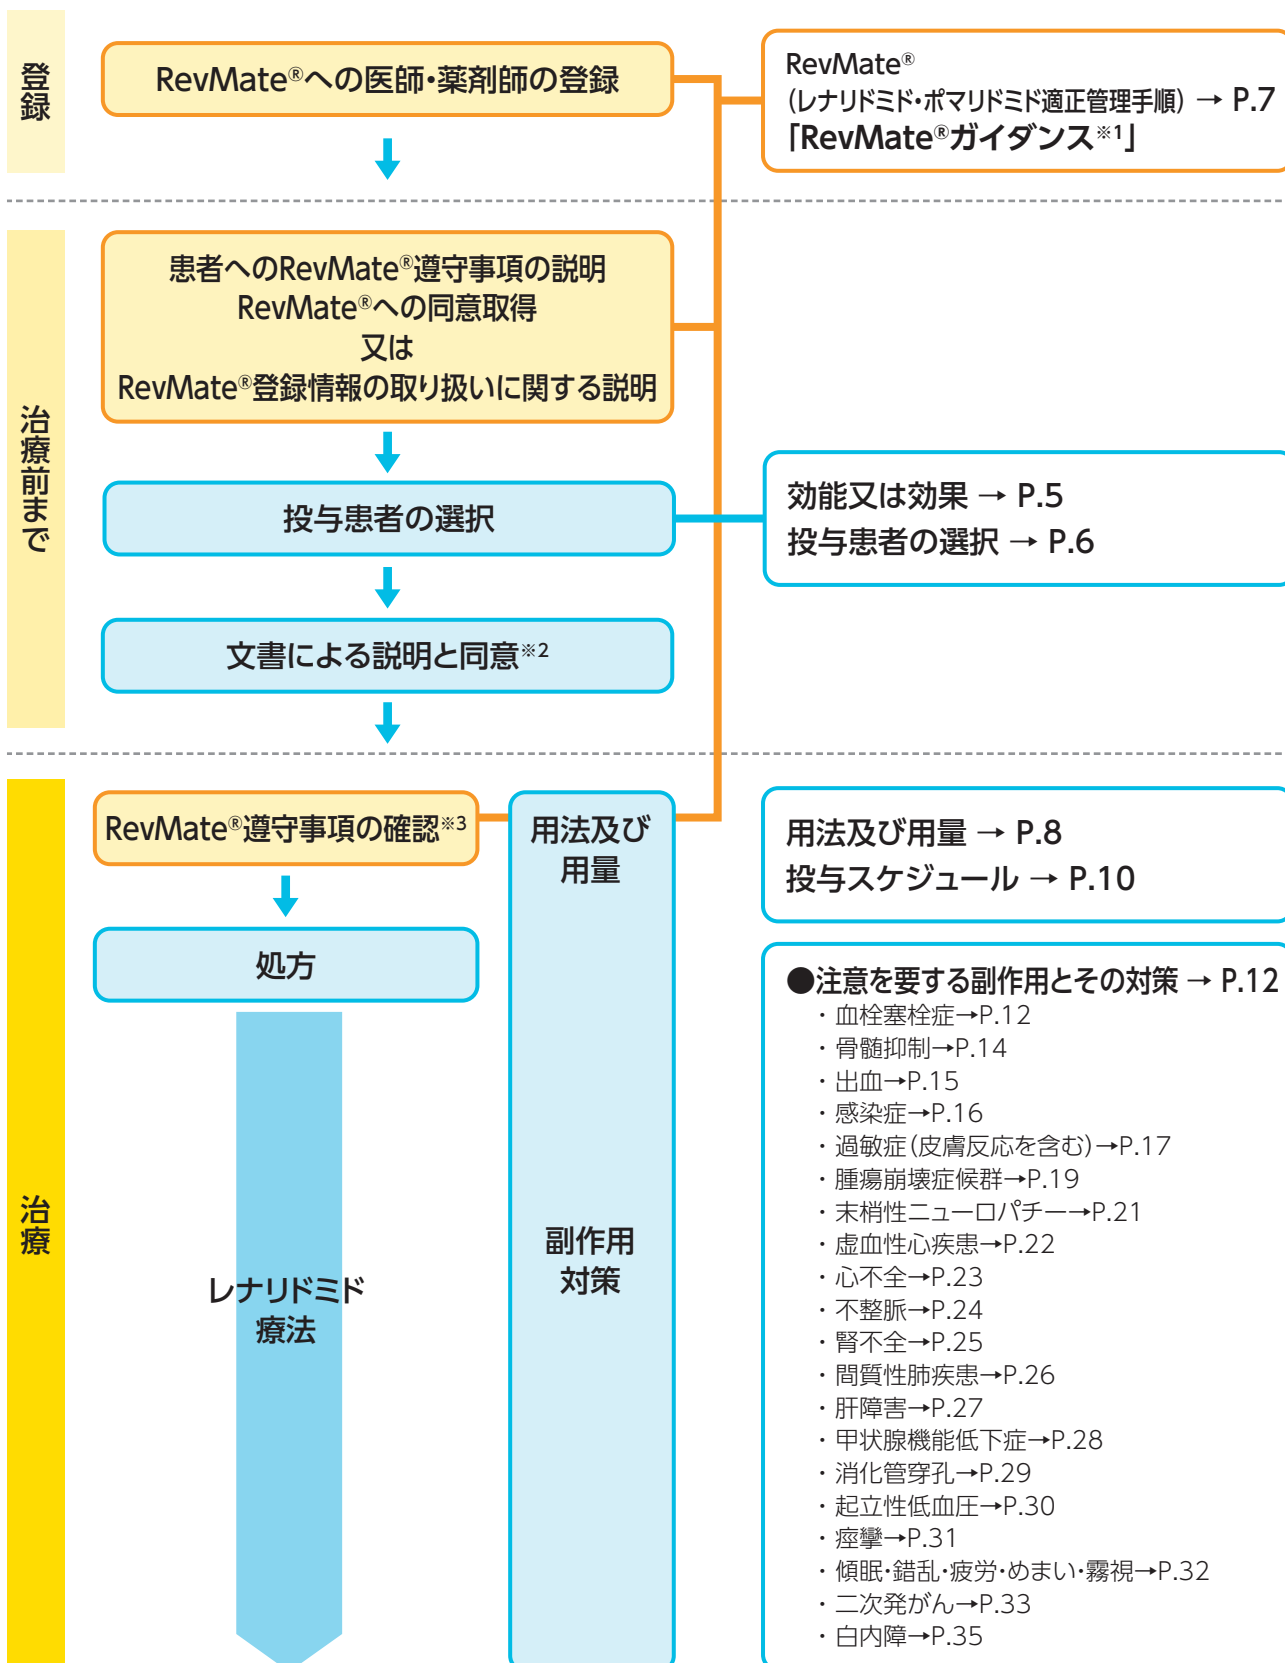 登録
RevMate®への医師・薬剤師の登録
RevMate®
(レナリドミド・ポマリドミド適正管理手順) → P.7
「RevMate®ガイダンス※1」
治療前まで
患者へのRevMate®遵守事項の説明
RevMate®への同意取得
又は
RevMate®登録情報の取り扱いに関する説明
投与患者の選択
効能又は効果 → P.5
投与患者の選択 → P.6
文書による説明と同意※2
治療
RevMate®遵守事項の確認※3
処方
レナリドミド
療法
用法及び
用量
副作用
対策
用法及び用量 → P.8
投与スケジュール → P.10
●注意を要する副作用とその対策 → P.12
・血栓塞栓症→P.12
・骨髄抑制→P.14
・出血→P.15
・感染症→P.16
・過敏症(皮膚反応を含む)→P.17
・腫瘍崩壊症候群→P.19
・末梢性ニューロパチー→P.21
・虚血性心疾患→P.22
・心不全→P.23
・不整脈→P.24
・腎不全→P.25
・間質性肺疾患→P.26
・肝障害→P.27
・甲状腺機能低下症→P.28
・消化管穿孔→P.29
・起立性低血圧→P.30
・痙攣→P.31
・傾眠・錯乱・疲労・めまい・霧視→P.32
・二次発がん→P.33
・白内障→P.35